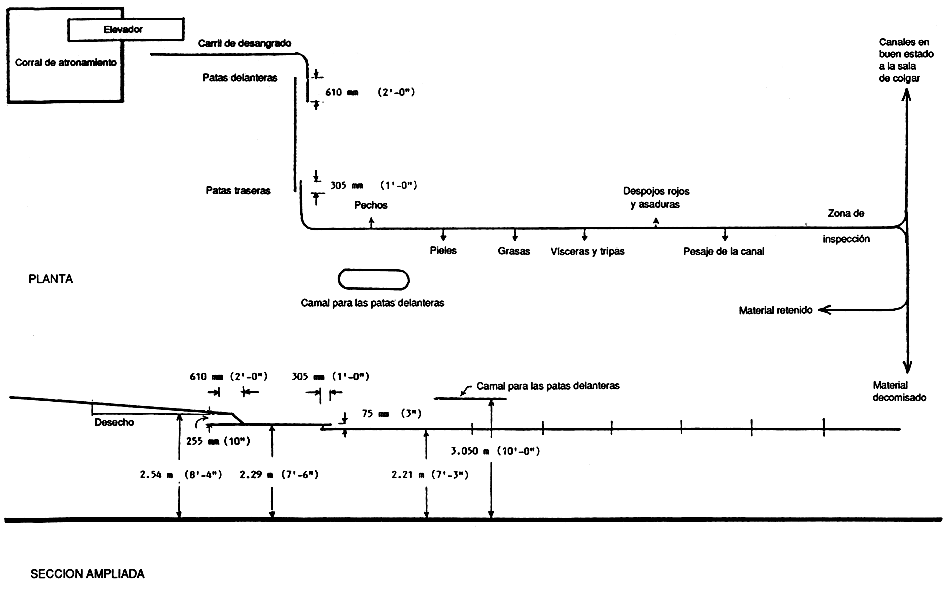 Elevador
Corral de atronamiento
Carril de desangrado
Patas delanteras
610 mm (2'-0")
Patas traseras
305 mm (1'-0")
Pechos
Despojos rojos
y asaduras
Canales en
buen estado
a la sala
de colgar
Zona de
inspección
Pieles
Grasas
Vísceras y tripas
Pesaje de la canal
PLANTA
Camal para las patas delanteras
Material retenido
Material
decomisado
610 mm (2'-0")
305 mm (1'-0")
Camal para las patas delanteras
Desecho
75 mm (3")
255 mm (10")
3.050 m (10'-0")
2.54 m (8'-4")
2.29 m (7'-6")
2.21 m (7'-3")
SECCION AMPLIADA